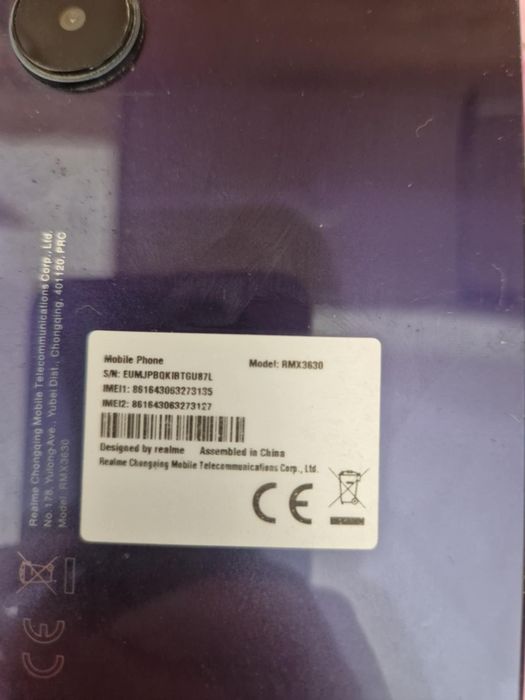 Mobile Phone
Model: RMX3630
S/N: EUMJPBQKIBTGU87L
IMEI1: 861643063273135
IMEI2: 861643063273127
Designed by realme Assembled in China
Realme Chongqing Mobile Telecommunications Corp., Ltd.
CE
Realme Chongqing Mobile Telecommunications Corp., Ltd.
No.178, Yulong Ave., Yubei Dist., Chongqing, 401120, PRC
Model: RMX3630
CE